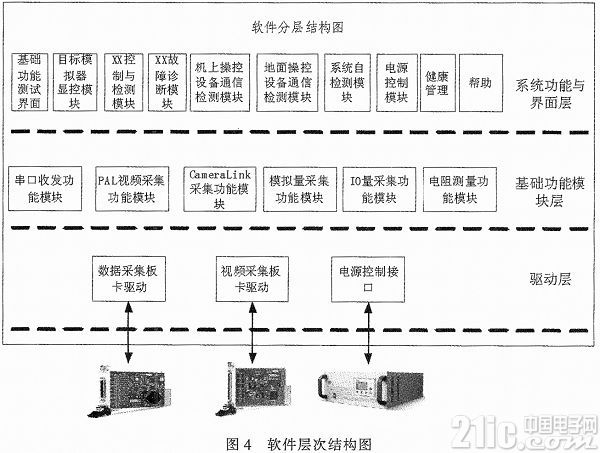 软件分层结构图
基础
功能
测试
界面
目标模
拟器
显控模
块
XX控
制与
检测
模块
XX故
障诊
断模
块
机上操控
设备通信
检测模块
地面操控
设备通信
检测模块
系统自
检测模
块
电源
控制
模块
健康
管理
帮助
系统功能与
界面层
串口收发功
能模块
PAL视频采集
功能模块
CameraLink
采集功能模
块
模拟量采集
功能模块
IO量采集功
能模块
电阻测量功
能模块
基础功能模
块层
数据采集板
卡驱动
视频采集板
卡驱动
电源控制接
口
驱动层
21ic中国电子网
.com
图 4 软件层次结构图